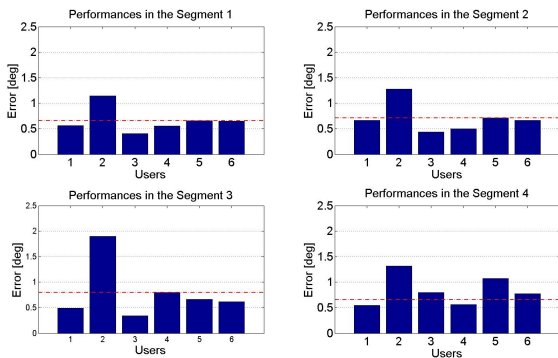 Performances in the Segment 1
2.5
2
1.5
1
0.5
0
Error [deg]
1 2 3 4 5 6
Users
Performances in the Segment 2
2.5
2
1.5
1
0.5
0
Error [deg]
1 2 3 4 5 6
Users
Performances in the Segment 3
2.5
2
1.5
1
0.5
0
Error [deg]
1 2 3 4 5 6
Users
Performances in the Segment 4
2.5
2
1.5
1
0.5
0
Error [deg]
1 2 3 4 5 6
Users